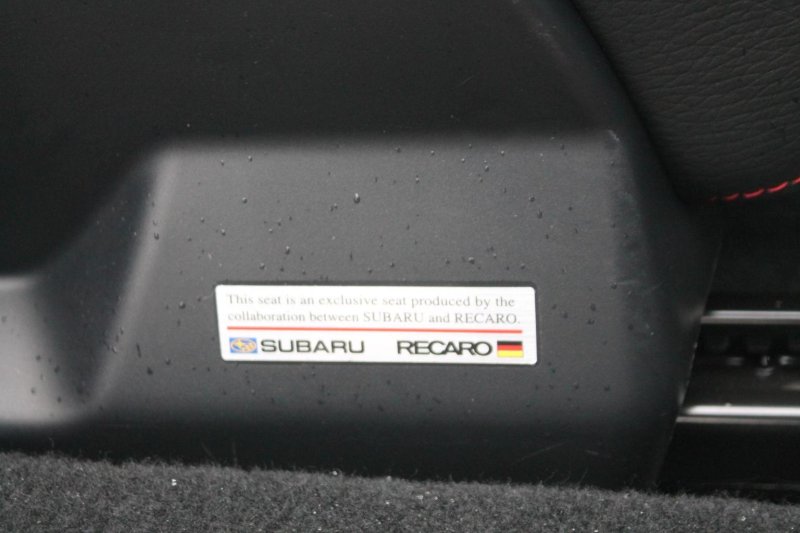 This seat is an exclusive seat produced by the
collaboration between SUBARU and RECARO.
SUBARU RECARO